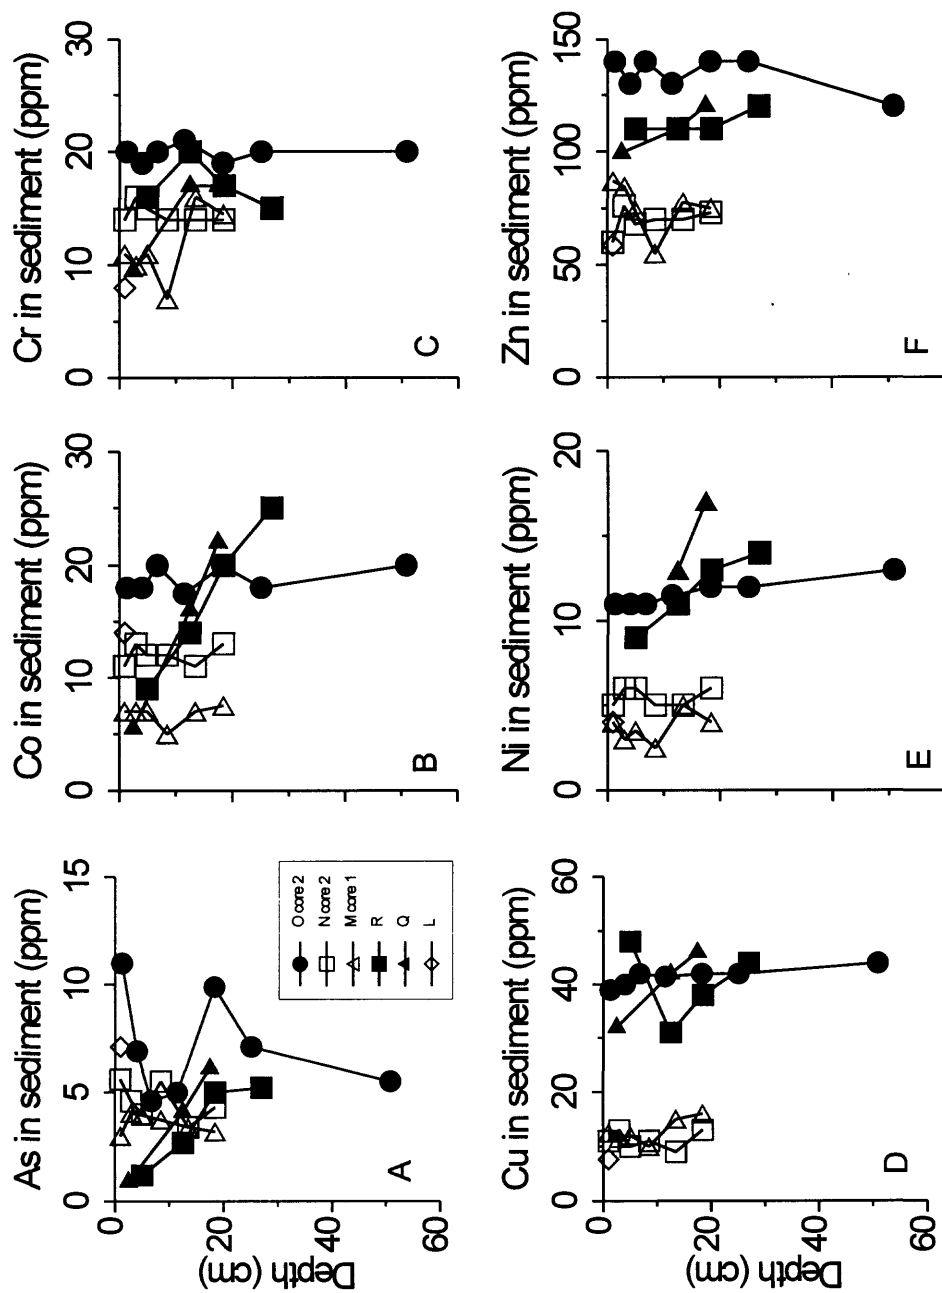 As in sediment (ppm)
0 5 10 15
0
20
40
60
Depth (cm)
O core 2
N core 2
M core 1
R
Q
L
A
Co in sediment (ppm)
0 10 20 30
B
Cr in sediment (ppm)
0 10 20 30
C
Cu in sediment (ppm)
0 20 40 60
0
20
40
60
Depth (cm)
D
Ni in sediment (ppm)
0 10 20
E
Zn in sediment (ppm)
0 50 100 150
F